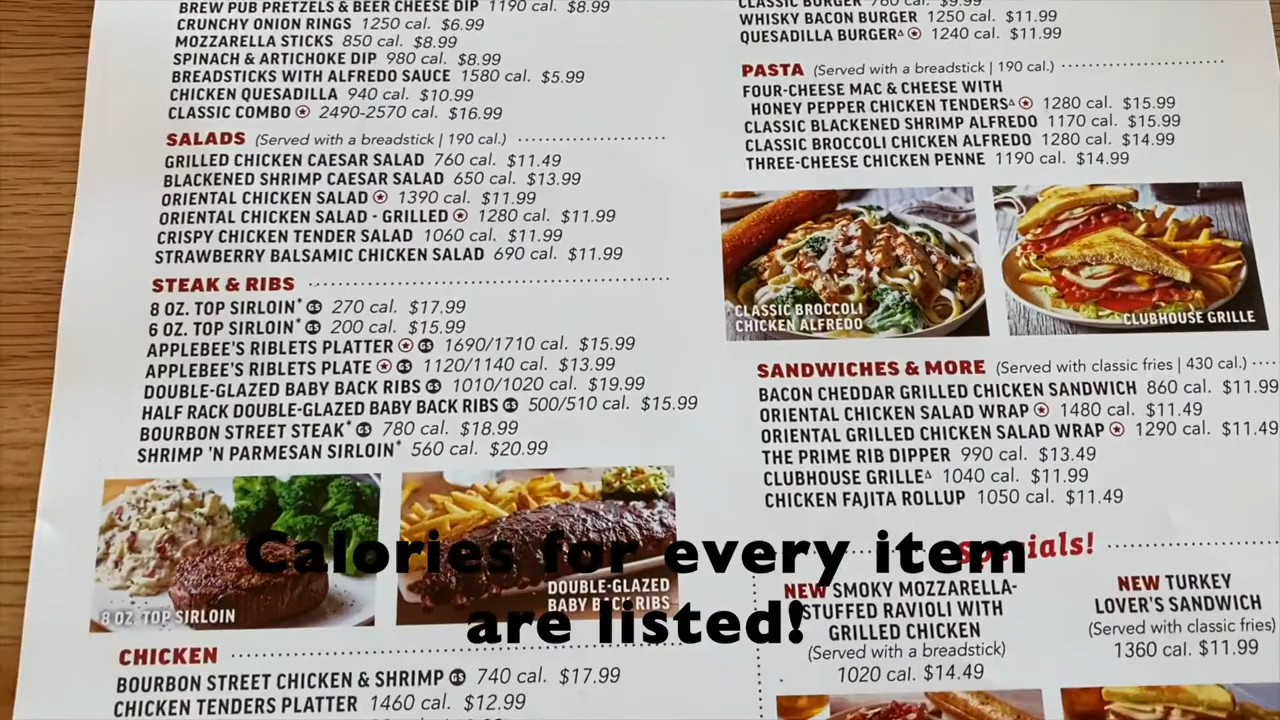 BREW PUB PRETZELS & BEER CHEESE DIP 1190 cal. $8.99
CRUNCHY ONION RINGS 1250 cal. $6.99
MOZZARELLA STICKS 850 cal. $8.99
SPINACH & ARTICHOKE DIP 980 cal. $8.99
BREADSTICKS WITH ALFREDO SAUCE 1580 cal. $5.99
CHICKEN QUESADILLA 940 cal. $10.99
CLASSIC COMBO 2490-2570 cal. $16.99
SALADS (Served with a breadstick | 190 cal.)
GRILLED CHICKEN CAESAR SALAD 760 cal. $11.49
BLACKENED SHRIMP CAESAR SALAD 650 cal. $13.99
ORIENTAL CHICKEN SALAD 1390 cal. $11.99
ORIENTAL CHICKEN SALAD - GRILLED 1280 cal. $11.99
CRISPY CHICKEN TENDER SALAD 1060 cal. $11.99
STRAWBERRY BALSAMIC CHICKEN SALAD 690 cal. $11.99
STEAK & RIBS
8 OZ. TOP SIRLOIN* GS 270 cal. $17.99
6 OZ. TOP SIRLOIN* GS 200 cal. $15.99
APPLEBEE'S RIBLETS PLATTER GS 1690/1710 cal. $15.99
APPLEBEE'S RIBLETS PLATE GS 1120/1140 cal. $13.99
DOUBLE-GLAZED BABY BACK RIBS GS 1010/1020 cal. $19.99
HALF RACK DOUBLE-GLAZED BABY BACK RIBS GS 500/510 cal. $15.99
BOURBON STREET STEAK* GS 780 cal. $18.99
SHRIMP 'N PARMESAN SIRLOIN* 560 cal. $20.99
8 OZ. TOP SIRLOIN
DOUBLE-GLAZED
BABY BACK RIBS
CHICKEN
BOURBON STREET CHICKEN & SHRIMP GS 740 cal. $17.99
CHICKEN TENDERS PLATTER 1460 cal. $12.99
CLASSIC BURGER 780 cal. $9.99
WHISKY BACON BURGER 1250 cal. $11.99
QUESADILLA BURGERΔ 1240 cal. $11.99
PASTA (Served with a breadstick | 190 cal.)
FOUR-CHEESE MAC & CHEESE WITH
HONEY PEPPER CHICKEN TENDERSΔ 1280 cal. $15.99
CLASSIC BLACKENED SHRIMP ALFREDO 1170 cal. $15.99
CLASSIC BROCCOLI CHICKEN ALFREDO 1280 cal. $14.99
THREE-CHEESE CHICKEN PENNE 1190 cal. $14.99
CLASSIC BROCCOLI
CHICKEN ALFREDO
CLUBHOUSE GRILLE
SANDWICHES & MORE (Served with classic fries | 430 cal.)
BACON CHEDDAR GRILLED CHICKEN SANDWICH 860 cal. $11.99
ORIENTAL CHICKEN SALAD WRAP 1480 cal. $11.49
ORIENTAL GRILLED CHICKEN SALAD WRAP 1290 cal. $11.49
THE PRIME RIB DIPPER 990 cal. $13.49
CLUBHOUSE GRILLEΔ 1040 cal. $11.99
CHICKEN FAJITA ROLLUP 1050 cal. $11.49
Specials!
NEW SMOKY MOZZARELLA-
STUFFED RAVIOLI WITH
GRILLED CHICKEN
(Served with a breadstick)
1020 cal. $14.49
NEW TURKEY
LOVER'S SANDWICH
(Served with classic fries)
1360 cal. $11.99
Calories for every item
are listed!